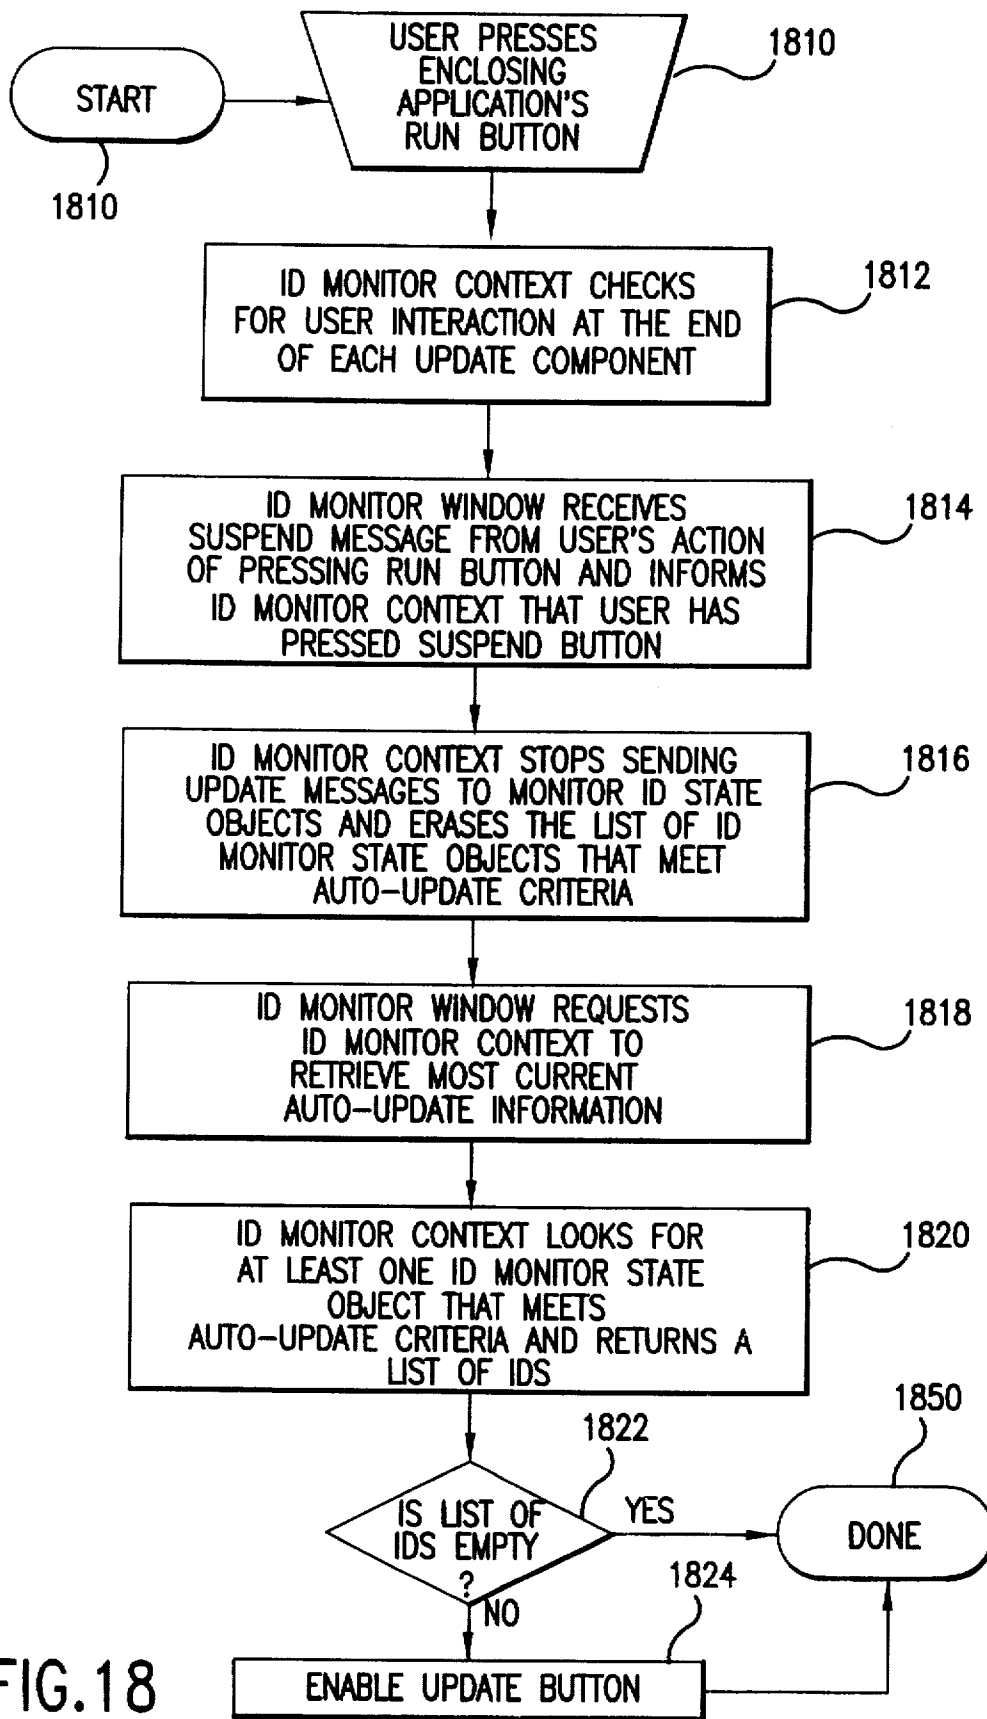 USER PRESSES
ENCLOSING
APPLICATION'S
RUN BUTTON
1810
START
1810
ID MONITOR CONTEXT CHECKS
FOR USER INTERACTION AT THE END
OF EACH UPDATE COMPONENT
1812
ID MONITOR WINDOW RECEIVES
SUSPEND MESSAGE FROM USER'S ACTION
OF PRESSING RUN BUTTON AND INFORMS
ID MONITOR CONTEXT THAT USER HAS
PRESSED SUSPEND BUTTON
1814
ID MONITOR CONTEXT STOPS SENDING
UPDATE MESSAGES TO MONITOR ID STATE
OBJECTS AND ERASES THE LIST OF ID
MONITOR STATE OBJECTS THAT MEET
AUTO-UPDATE CRITERIA
1816
ID MONITOR WINDOW REQUESTS
ID MONITOR CONTEXT TO
RETRIEVE MOST CURRENT
AUTO-UPDATE INFORMATION
1818
ID MONITOR CONTEXT LOOKS FOR
AT LEAST ONE ID MONITOR STATE
OBJECT THAT MEETS
AUTO-UPDATE CRITERIA AND RETURNS A
LIST OF IDS
1820
1822
IS LIST OF
IDS EMPTY
?
YES
1850
DONE
NO
1824
ENABLE UPDATE BUTTON
FIG.18